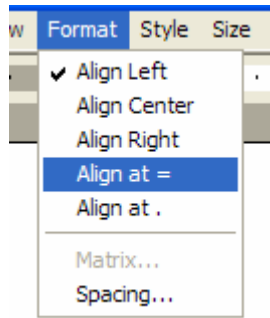 w Format Style Size
Align Left
Align Center
Align Right
Align at =
Align at .
Matrix...
Spacing...